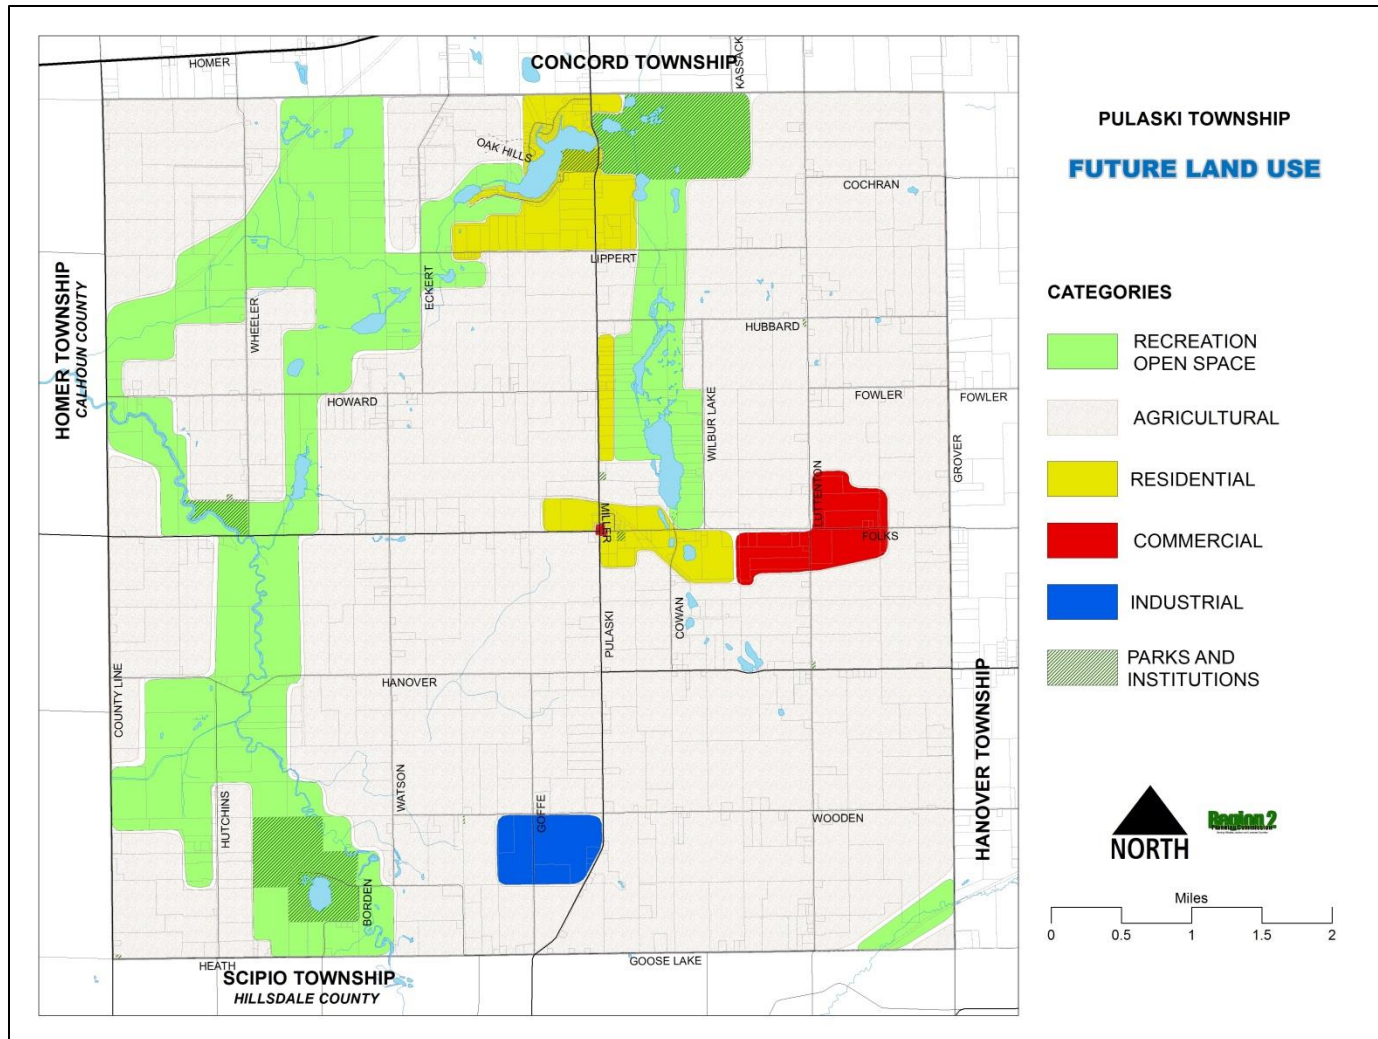 HOMER
CONCORD TOWNSHIP
KASSACK
OAK HILLS
COCHRAN
LIPPERT
ECKERT
WHEELER
HUBBARD
HOMER TOWNSHIP
CALHOUN COUNTY
HOWARD
WILBUR LAKE
FOWLER
FOWLER
GROVER
LUTTENTON
MILLER
FOLKS
PULASKI
COWAN
COUNTY LINE
HANOVER
HANOVER TOWNSHIP
WATSON
GOFFE
WOODEN
HUTCHINS
BORDEN
HEATH
SCIPIO TOWNSHIP
HILLSDALE COUNTY
GOOSE LAKE
PULASKI TOWNSHIP
FUTURE LAND USE
CATEGORIES
RECREATION
OPEN SPACE
AGRICULTURAL
RESIDENTIAL
COMMERCIAL
INDUSTRIAL
PARKS AND
INSTITUTIONS
NORTH
Region 2
Planning Commission
Miles
0 0.5 1 1.5 2